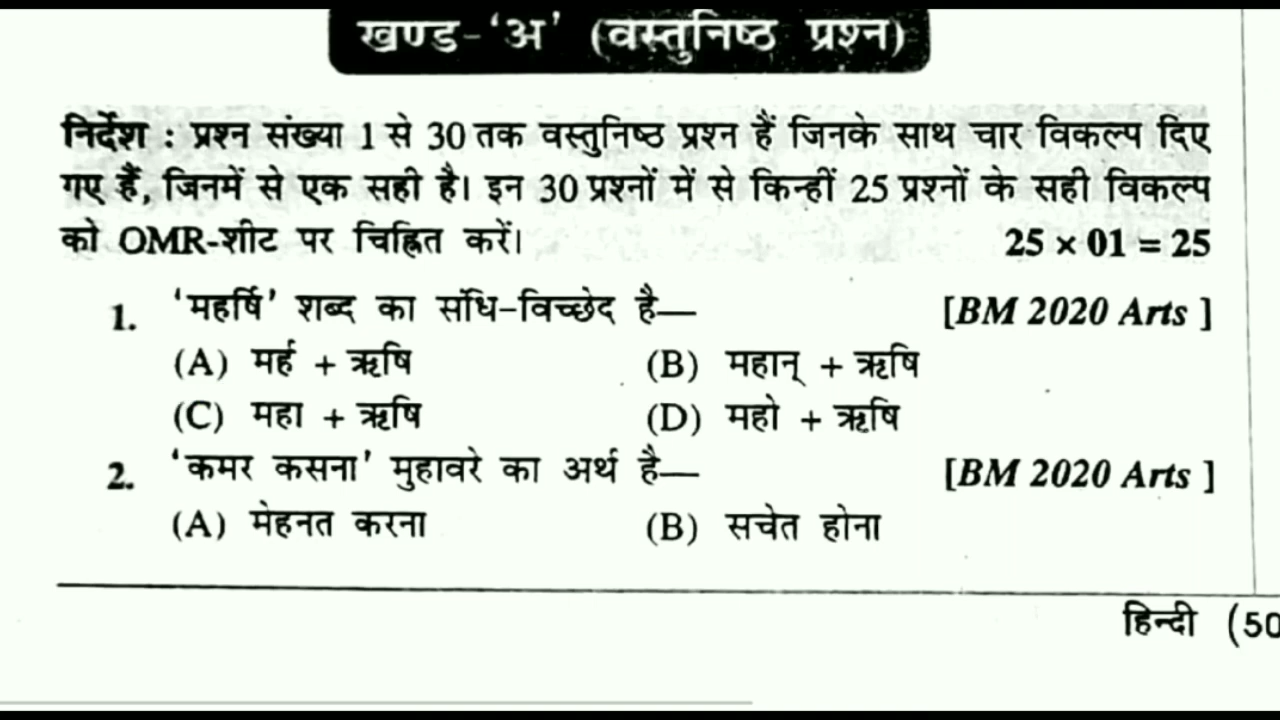 खण्ड-'अ' (वस्तुनिष्ठ प्रश्न)
निर्देश : प्रश्न संख्या 1 से 30 तक वस्तुनिष्ठ प्रश्न हैं जिनके साथ चार विकल्प दिए
गए हैं, जिनमें से एक सही है। इन 30 प्रश्नों में से किन्हीं 25 प्रश्नों के सही विकल्प
को OMR-शीट पर चिह्नित करें। 25 × 01 = 25
1. 'महर्षि' शब्द का संधि-विच्छेद है— [BM 2020 Arts ]
(A) मर्ह + ऋषि (B) महान् + ऋषि
(C) महा + ऋषि (D) महो + ऋषि
2. 'कमर कसना' मुहावरे का अर्थ है— [BM 2020 Arts ]
(A) मेहनत करना (B) सचेत होना
हिन्दी (50